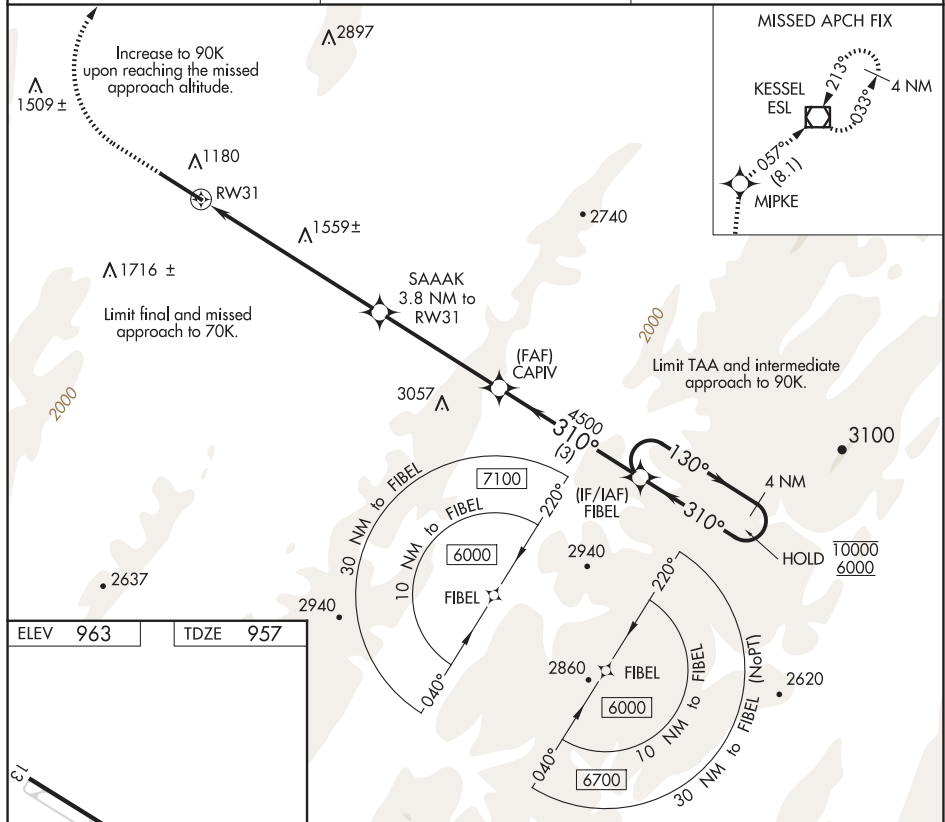 MISSED APCH FIX
KESSEL
ESL
213°
033°
4 NM
057°
(8.1)
MIPKE
2897
Increase to 90K
upon reaching the missed
approach altitude.
1509 ±
1180
RW31
1559 ±
2740
1716 ±
Limit final and missed
approach to 70K.
SAAAK
3.8 NM to
RW31
2000
2000
(FAF)
CAPIV
Limit TAA and intermediate
approach to 90K.
3057
4500
310°
(3)
3100
130°
4 NM
(IF/IAF)
FIBEL
310°
HOLD
10000
6000
30 NM to FIBEL
7100
220°
10 NM to FIBEL
6000
FIBEL
040°
2940
2637
2940
220°
2860
FIBEL
6000
10 NM to FIBEL
040°
6700
30 NM to FIBEL (NoPT)
2620
ELEV 963
TDZE 957
13